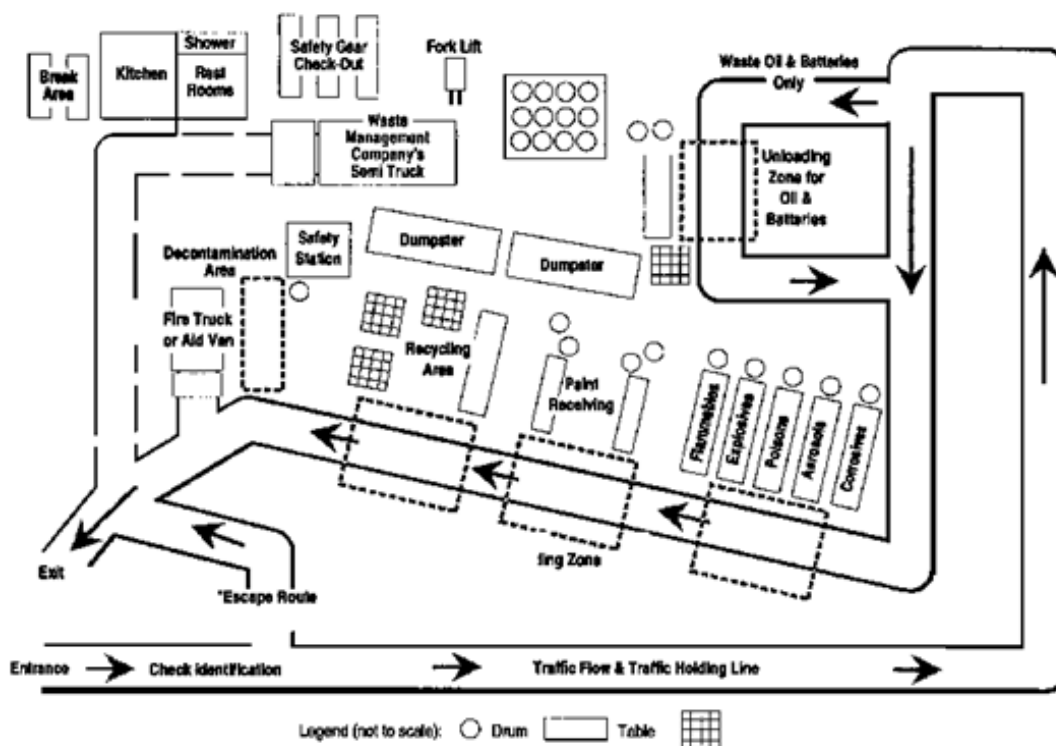 Shower
Break
Area
Kitchen
Rest
Rooms
Safety Gear
Check-Out
Fork Lift
Waste Oil & Batteries
Only
Waste
Management
Company's
Semi Truck
Unloading
Zone for
Oil &
Batteries
Decontamination
Area
Safety
Station
Dumpster
Dumpster
Fire Truck
or Aid Van
Recycling
Area
Paint
Receiving
Flammables
Explosives
Poisons
Aerosols
Corrosives
Exit
ting Zone
*Escape Route
Entrance
Check Identification
Traffic Flow & Traffic Holding Line
Legend (not to scale):
Drum
Table